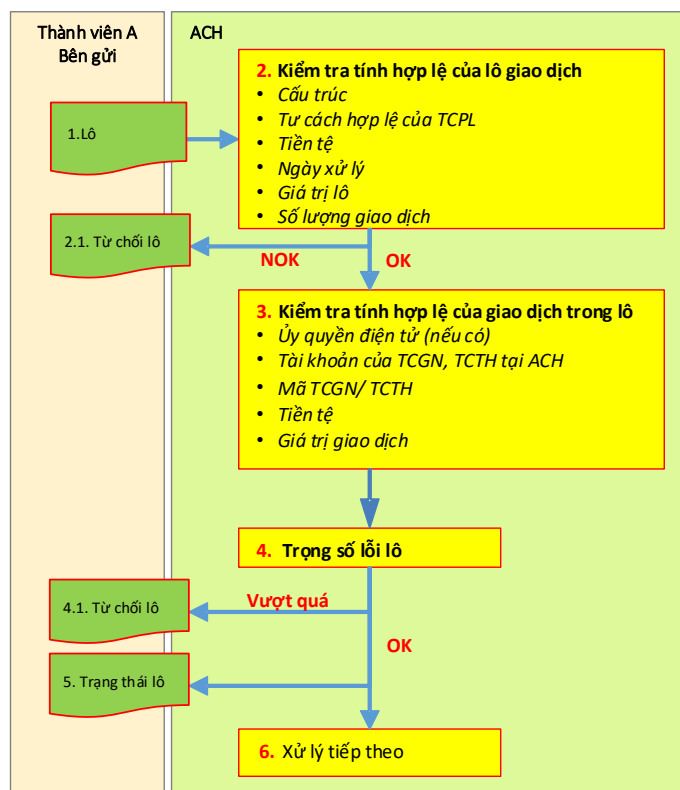 Thành viên A
Bên gửi
ACH
1.Lô
2. Kiểm tra tính hợp lệ của lô giao dịch
• Cấu trúc
• Tư cách hợp lệ của TCPL
• Tiền tệ
• Ngày xử lý
• Giá trị lô
• Số lượng giao dịch
2.1. Từ chối lô
NOK
OK
3. Kiểm tra tính hợp lệ của giao dịch trong lô
• Ủy quyền điện tử (nếu có)
• Tài khoản của TCGN, TCTH tại ACH
• Mã TCGN/ TCTH
• Tiền tệ
• Giá trị giao dịch
4. Trọng số lỗi lô
4.1. Từ chối lô
Vượt quá
OK
5. Trạng thái lô
6. Xử lý tiếp theo